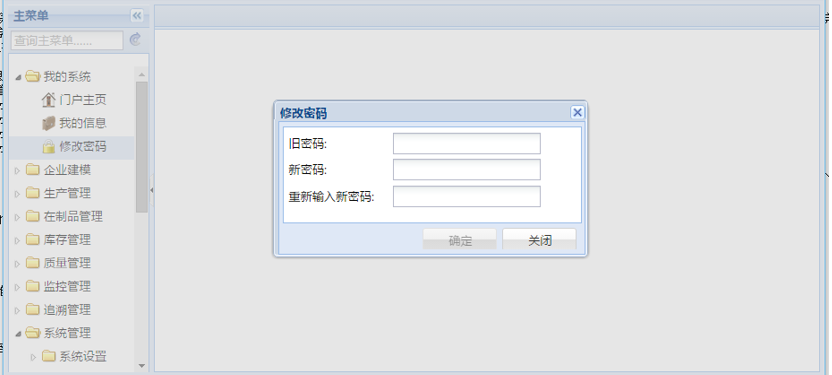 主菜单
查询主菜单......
我的系统
门户主页
我的信息
修改密码
企业建模
生产管理
在制品管理
库存管理
质量管理
监控管理
追溯管理
系统管理
系统设置
修改密码
旧密码:
新密码:
重新输入新密码:
确定
关闭